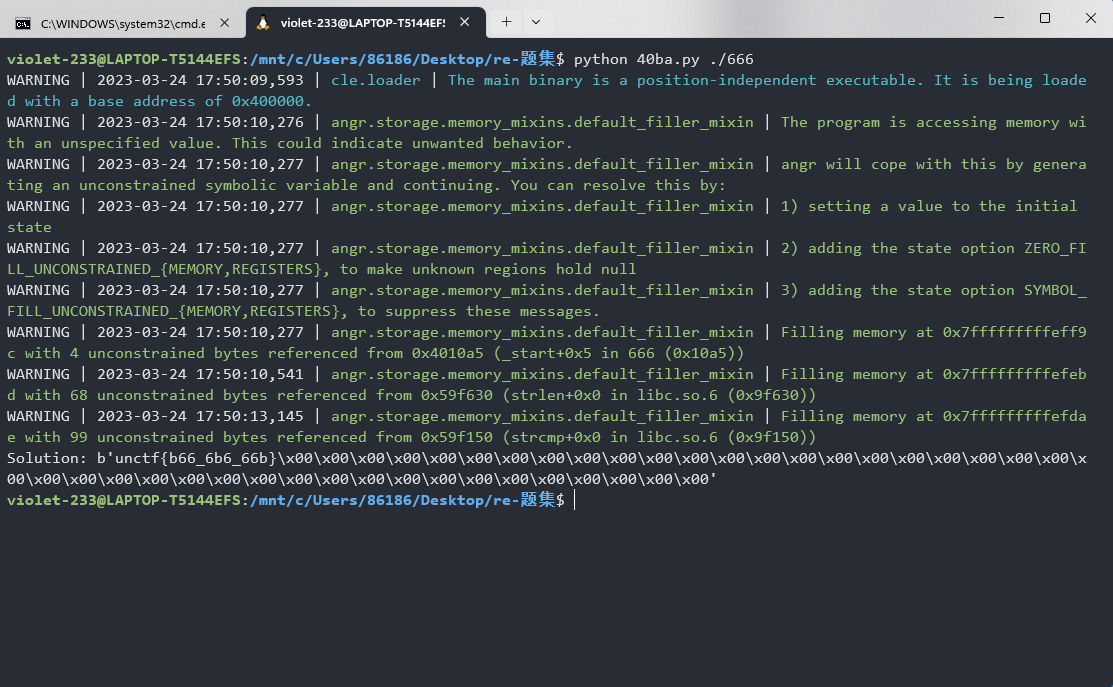 C:\WINDOWS\system32\cmd.e
violet-233@LAPTOP-T5144EFS
violet-233@LAPTOP-T5144EFS:/mnt/c/Users/86186/Desktop/re-题集$ python 40ba.py ./666
WARNING | 2023-03-24 17:50:09,593 | cle.loader | The main binary is a position-independent executable. It is being loade
d with a base address of 0x400000.
WARNING | 2023-03-24 17:50:10,276 | angr.storage.memory_mixins.default_filler_mixin | The program is accessing memory wi
th an unspecified value. This could indicate unwanted behavior.
WARNING | 2023-03-24 17:50:10,277 | angr.storage.memory_mixins.default_filler_mixin | angr will cope with this by genera
ting an unconstrained symbolic variable and continuing. You can resolve this by:
WARNING | 2023-03-24 17:50:10,277 | angr.storage.memory_mixins.default_filler_mixin | 1) setting a value to the initial
state
WARNING | 2023-03-24 17:50:10,277 | angr.storage.memory_mixins.default_filler_mixin | 2) adding the state option ZERO_FI
LL_UNCONSTRAINED_{MEMORY,REGISTERS}, to make unknown regions hold null
WARNING | 2023-03-24 17:50:10,277 | angr.storage.memory_mixins.default_filler_mixin | 3) adding the state option SYMBOL_
FILL_UNCONSTRAINED_{MEMORY,REGISTERS}, to suppress these messages.
WARNING | 2023-03-24 17:50:10,277 | angr.storage.memory_mixins.default_filler_mixin | Filling memory at 0x7fffffffffeff9
c with 4 unconstrained bytes referenced from 0x4010a5 (_start+0x5 in 666 (0x10a5))
WARNING | 2023-03-24 17:50:10,541 | angr.storage.memory_mixins.default_filler_mixin | Filling memory at 0x7fffffffffefeb
d with 68 unconstrained bytes referenced from 0x59f630 (strlen+0x0 in libc.so.6 (0x9f630))
WARNING | 2023-03-24 17:50:13,145 | angr.storage.memory_mixins.default_filler_mixin | Filling memory at 0x7fffffffffefda
e with 99 unconstrained bytes referenced from 0x59f150 (strcmp+0x0 in libc.so.6 (0x9f150))
Solution: b'unctf{b66_6b6_66b}\x00\x00\x00\x00\x00\x00\x00\x00\x00\x00\x00\x00\x00\x00\x00\x00\x00\x00\x00\x00\x00\x00\x
00\x00\x00\x00\x00\x00\x00\x00\x00\x00\x00\x00\x00\x00\x00\x00\x00\x00\x00\x00'
violet-233@LAPTOP-T5144EFS:/mnt/c/Users/86186/Desktop/re-题集$